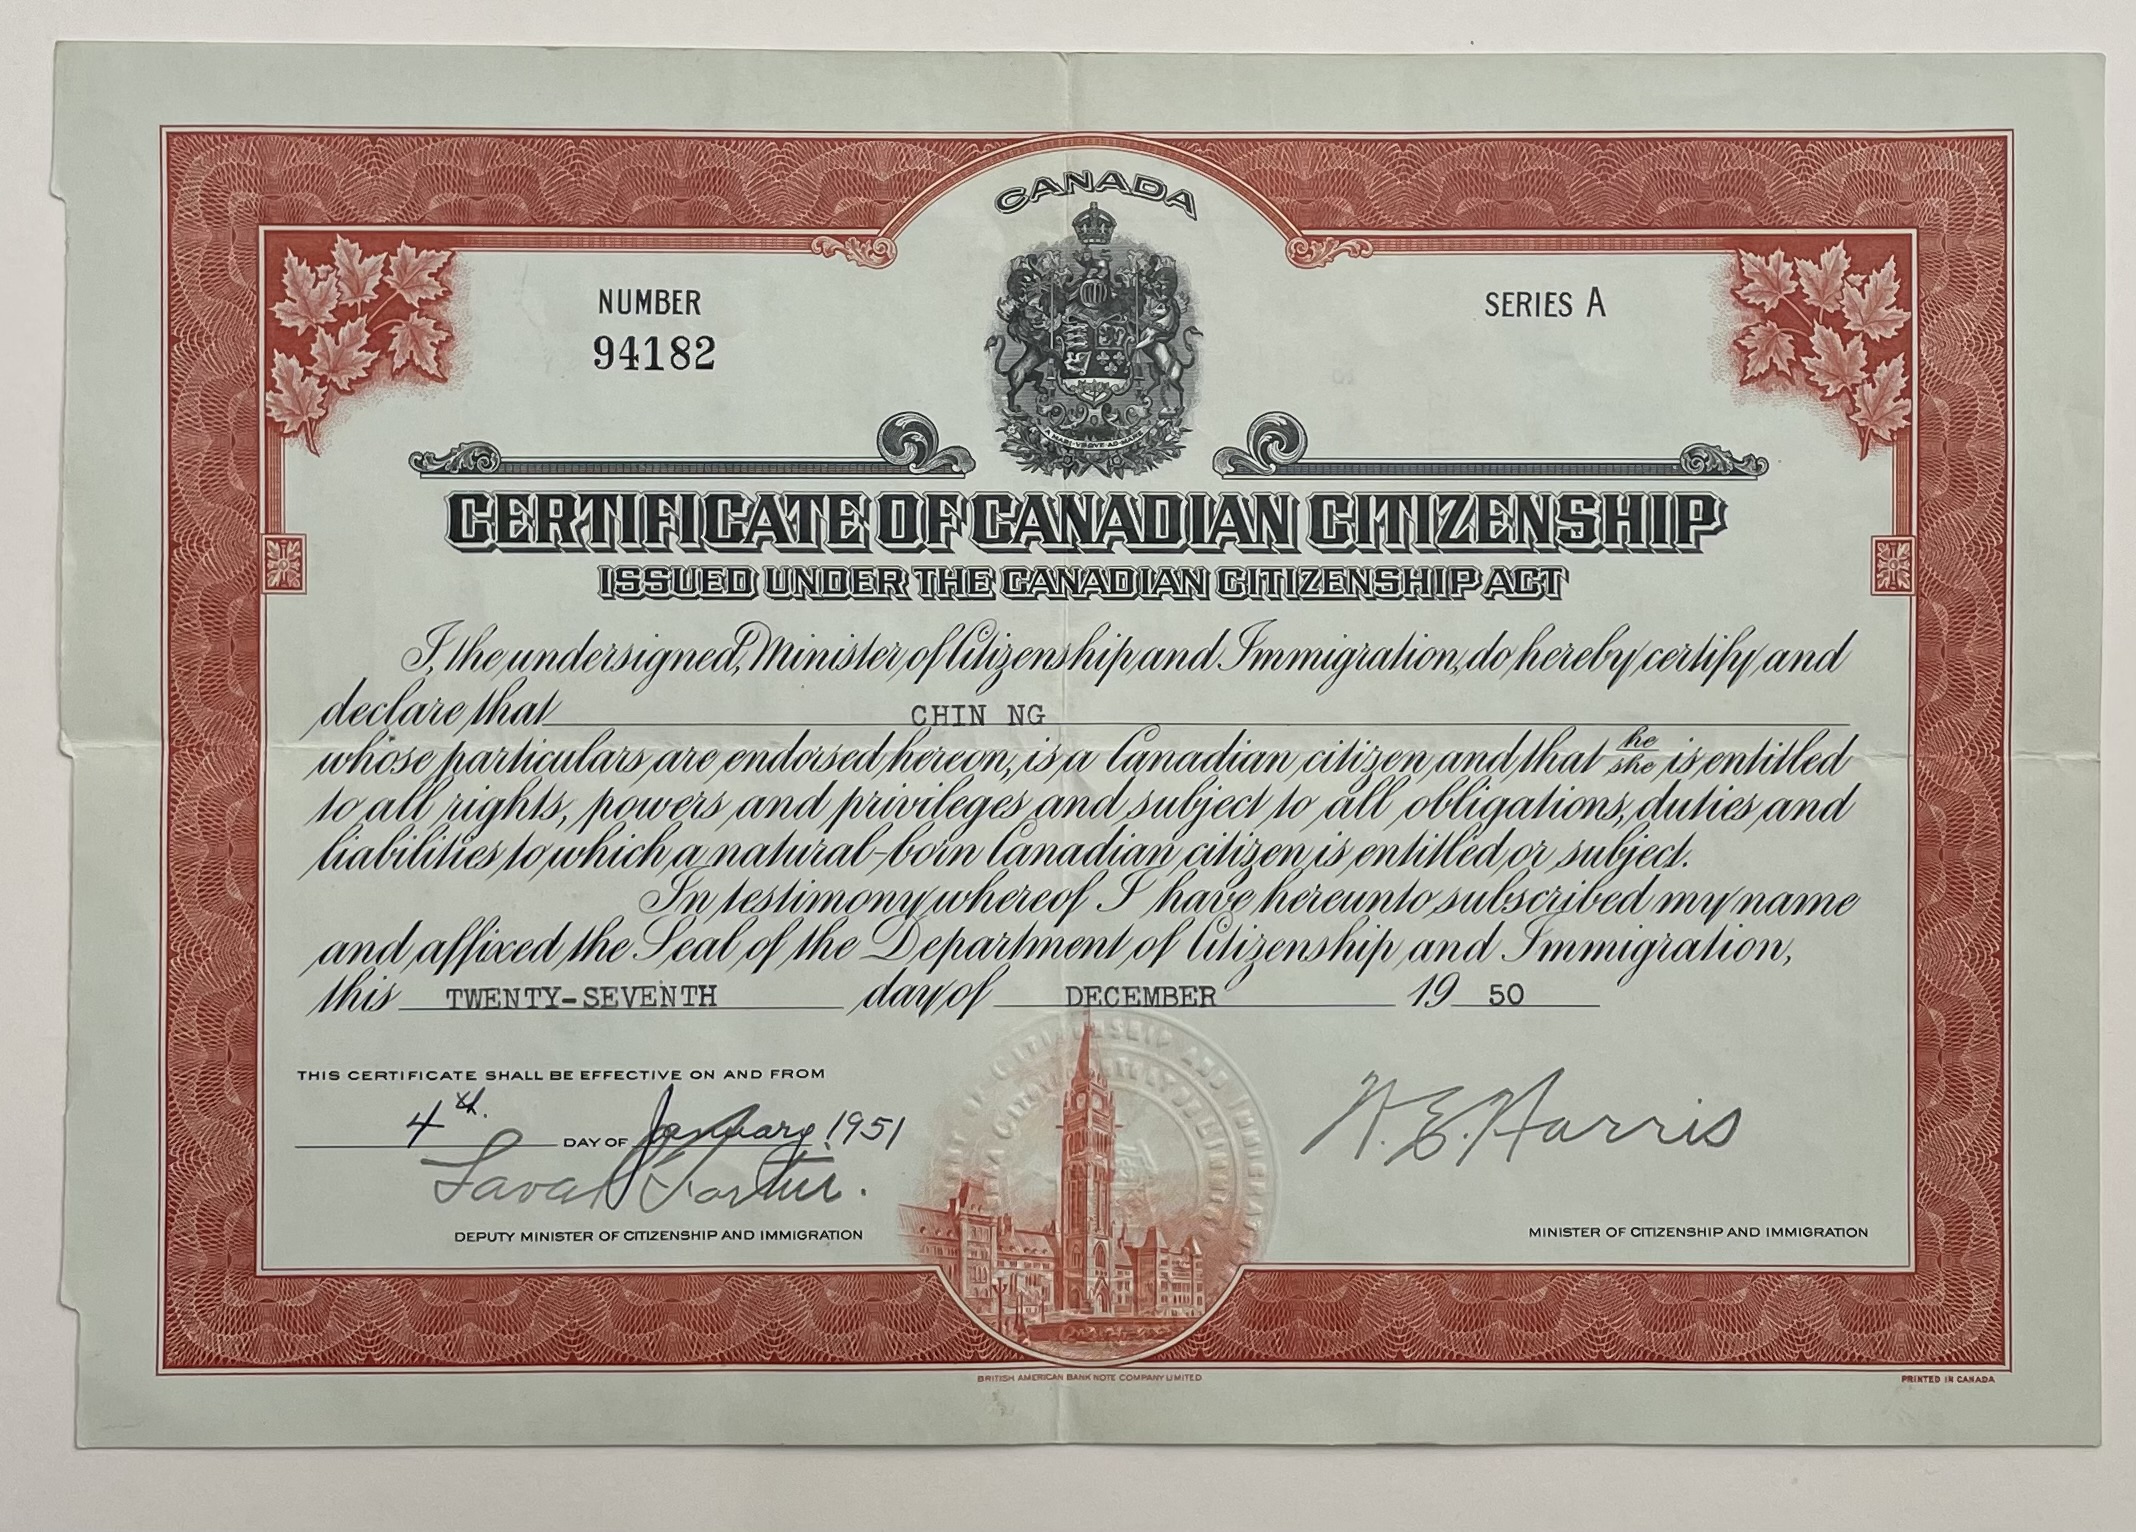 CANADA
NUMBER
94182
SERIES A
A MARI VSQVE AD MARE
CERTIFICATE OF CANADIAN CITIZENSHIP
ISSUED UNDER THE CANADIAN CITIZENSHIP ACT
I, the undersigned, Minister of Citizenship and Immigration, do hereby certify and
declare that CHIN NG
whose particulars are endorsed hereon, is a Canadian citizen and that he/she is entitled
to all rights, powers and privileges and subject to all obligations, duties and
liabilities to which a natural-born Canadian citizen is entitled or subject.
In testimony whereof I have hereunto subscribed my name
and affixed the Seal of the Department of Citizenship and Immigration,
this TWENTY-SEVENTH day of DECEMBER 19 50
THIS CERTIFICATE SHALL BE EFFECTIVE ON AND FROM
4th. DAY OF January 1951
Laval Fortier.
W. E. Harris
DEPUTY MINISTER OF CITIZENSHIP AND IMMIGRATION
MINISTER OF CITIZENSHIP AND IMMIGRATION
BRITISH AMERICAN BANK NOTE COMPANY LIMITED
PRINTED IN CANADA